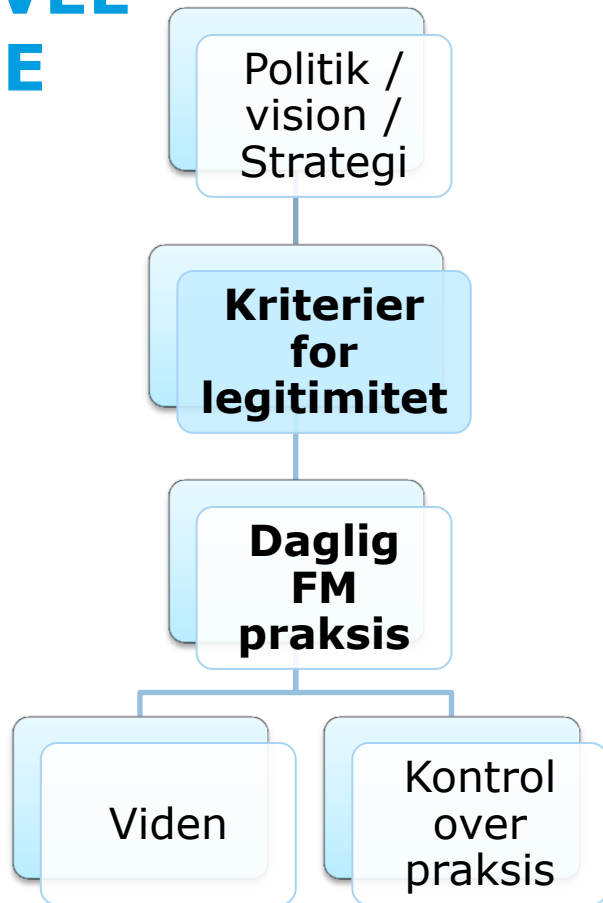 E
Politik /
vision /
Strategi
Kriterier
for
legitimitet
Daglig
FM
praksis
Viden
Kontrol
over
praksis